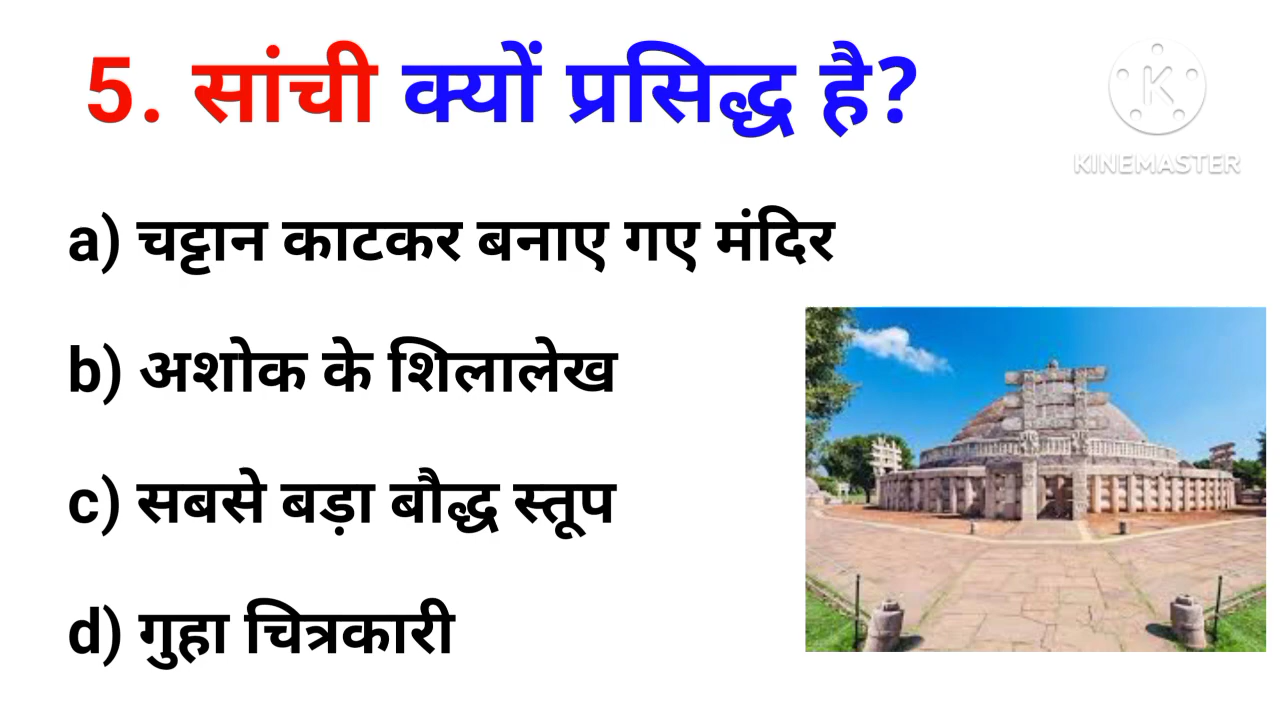 5. सांची क्यों प्रसिद्ध है?
K
KINEMASTER
a) चट्टान काटकर बनाए गए मंदिर
b) अशोक के शिलालेख
c) सबसे बड़ा बौद्ध स्तूप
d) गुहा चित्रकारी